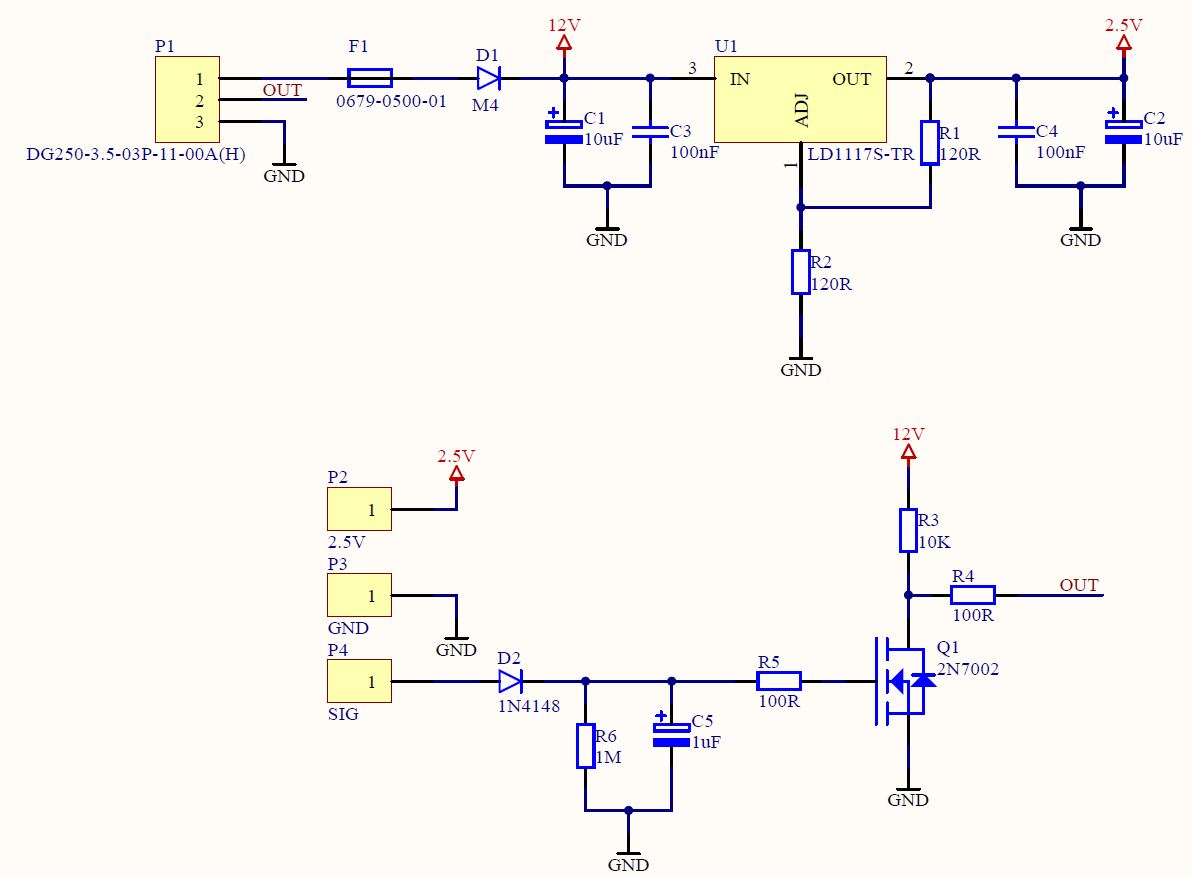 12V
2.5V
P1
F1
D1
U1
1
2
3
OUT
0679-0500-01
M4
3
IN
OUT
2
ADJ
1
DG250-3.5-03P-11-00A(H)
GND
C1
10uF
C3
100nF
LD1117S-TR
R1
120R
C4
100nF
C2
10uF
GND
GND
R2
120R
GND
12V
2.5V
P2
1
2.5V
P3
1
GND
GND
P4
1
SIG
D2
1N4148
R6
1M
C5
1uF
GND
R5
100R
R3
10K
R4
100R
OUT
Q1
2N7002
GND